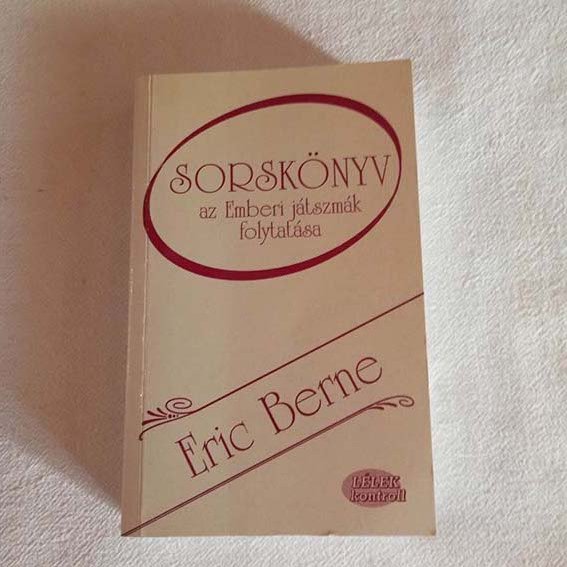 SORSKÖNYV
az Emberi játszmák
folytatása
Eric Berne
LÉLEK
kontroll